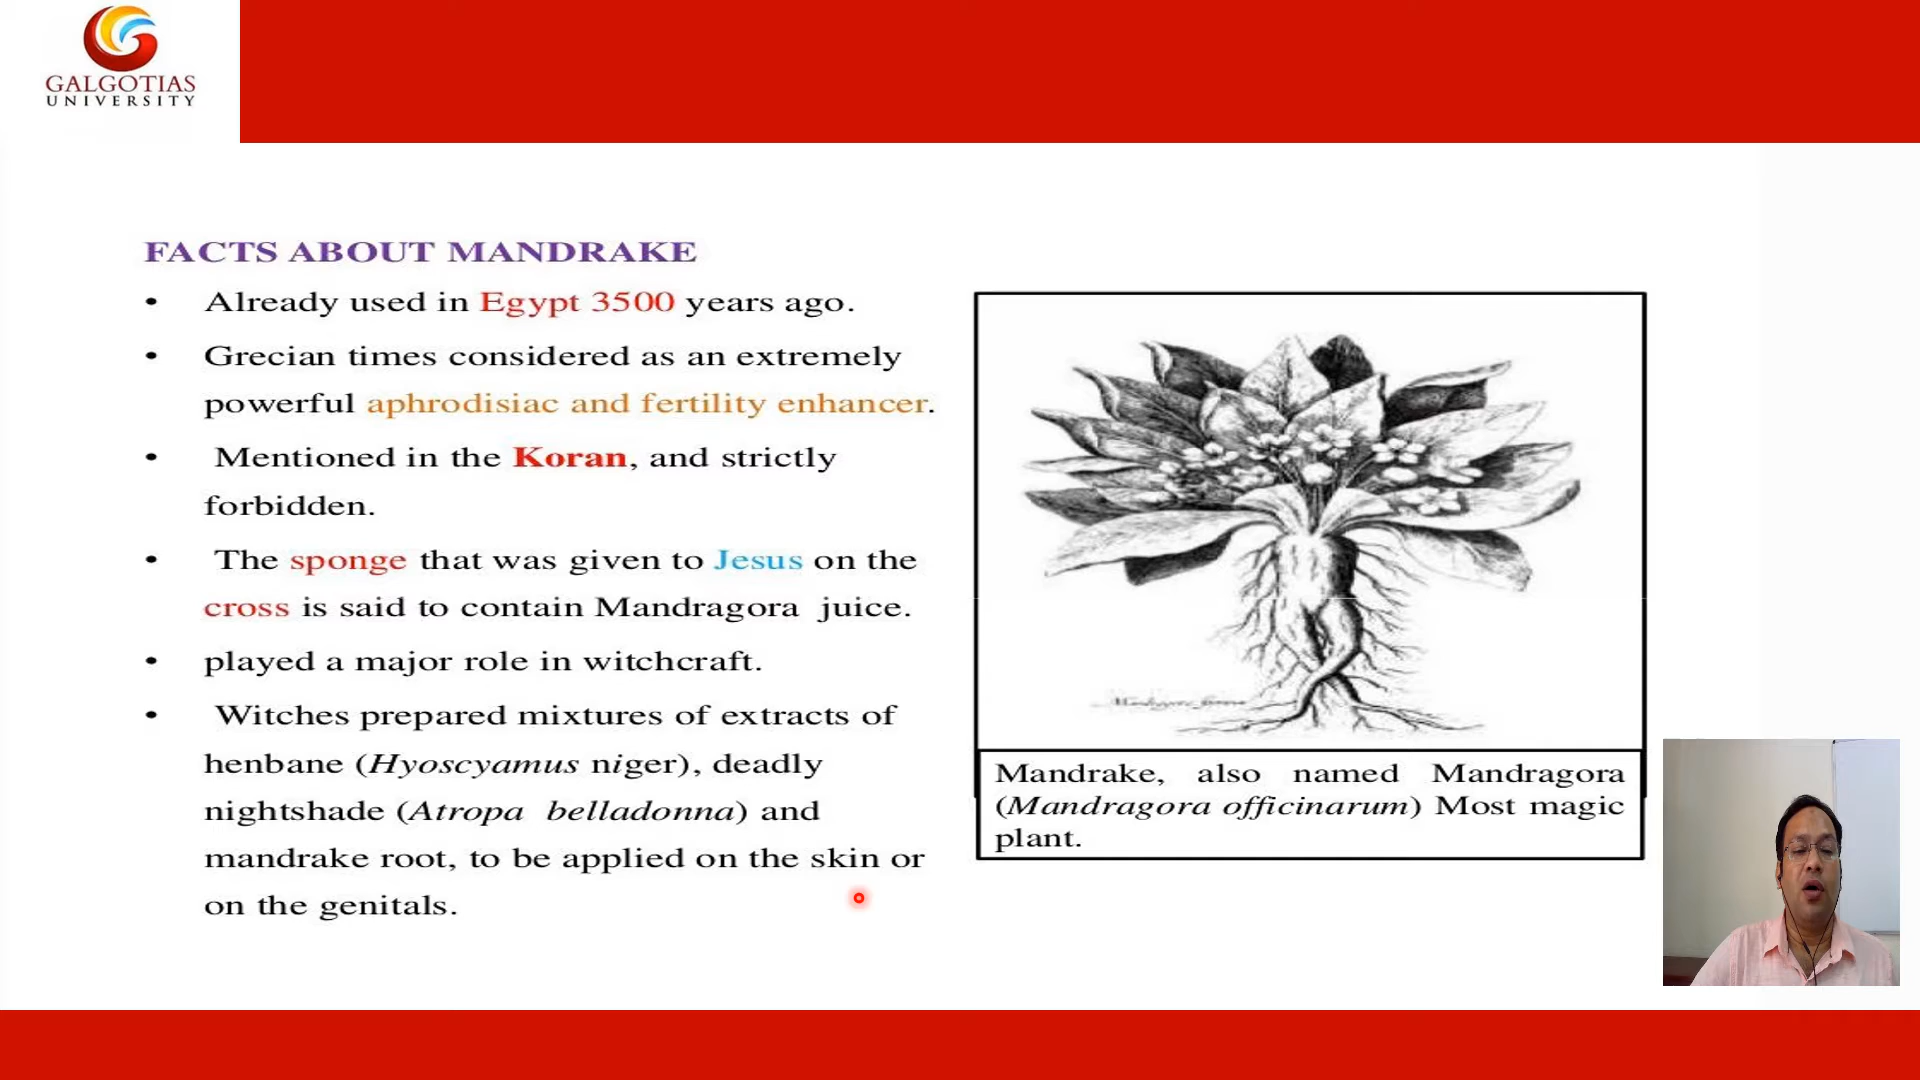 GALGOTIAS
UNIVERSITY
FACTS ABOUT MANDRAKE
• Already used in Egypt 3500 years ago.
• Grecian times considered as an extremely
powerful aphrodisiac and fertility enhancer.
• Mentioned in the Koran, and strictly
forbidden.
• The sponge that was given to Jesus on the
cross is said to contain Mandragora juice.
• played a major role in witchcraft.
• Witches prepared mixtures of extracts of
henbane (Hyoscyamus niger), deadly
nightshade (Atropa belladonna) and
mandrake root, to be applied on the skin or
on the genitals.
Mandrake, also named Mandragora
(Mandragora officinarum) Most magic
plant.